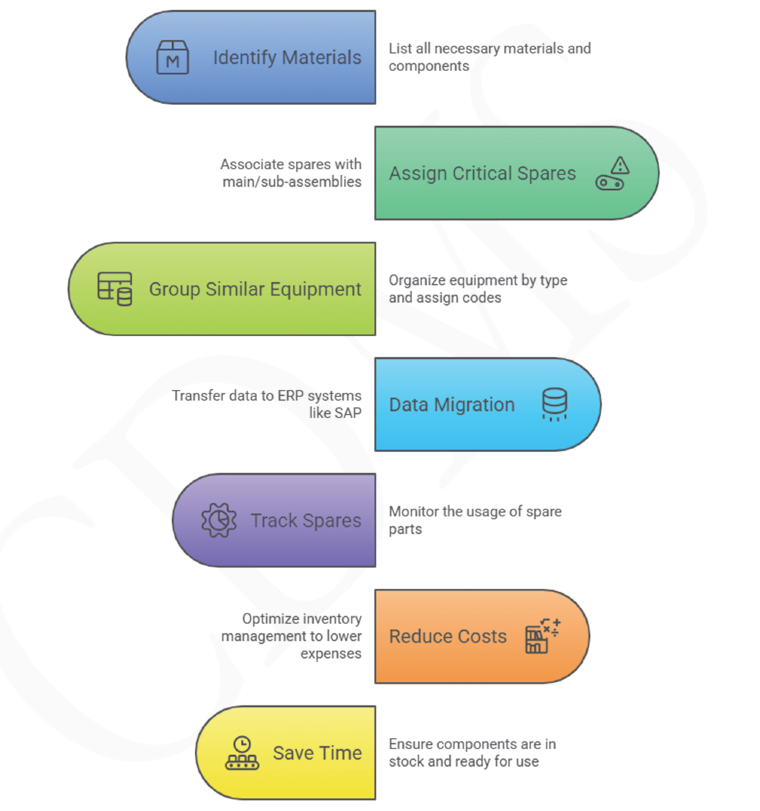 M
Identify Materials
List all necessary materials and
components
Associate spares with
main/sub-assemblies
Assign Critical Spares
Group Similar Equipment
Organize equipment by type
and assign codes
Transfer data to ERP systems
like SAP
Data Migration
Track Spares
Monitor the usage of spare
parts
Optimize inventory
management to lower
expenses
Reduce Costs
Save Time
Ensure components are in
stock and ready for use
CDMS